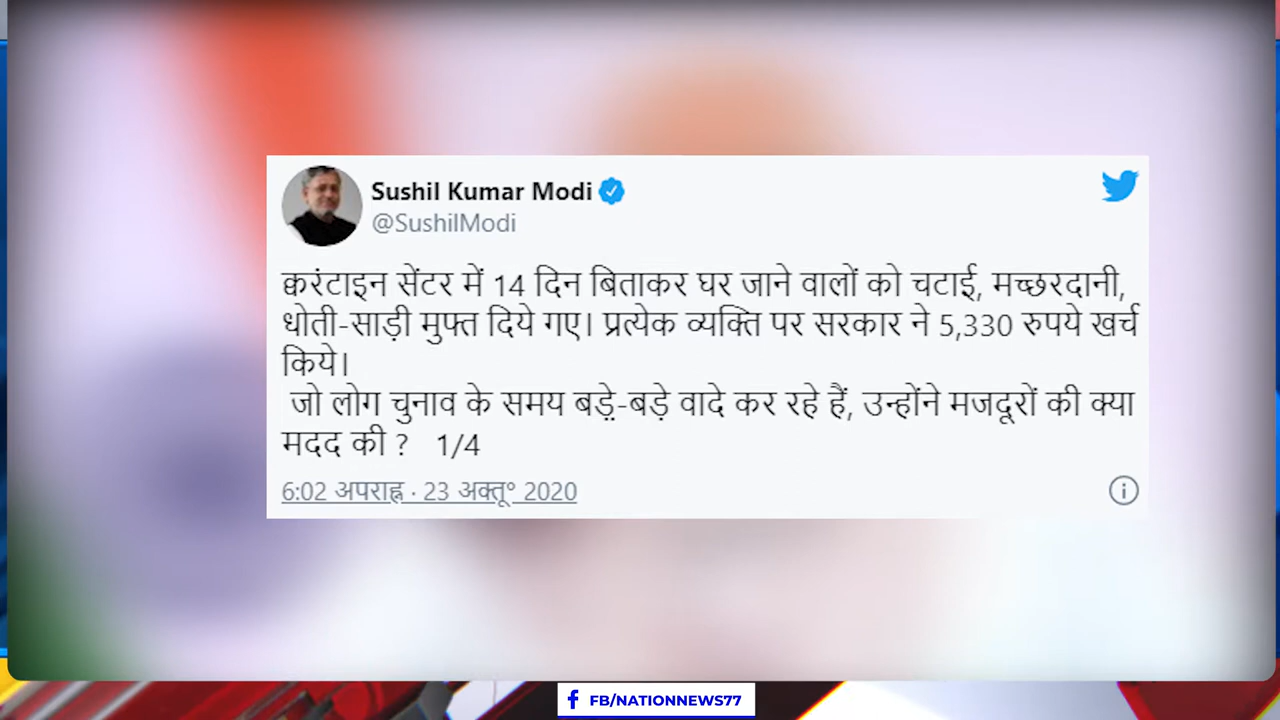 Sushil Kumar Modi
@SushilModi
क्वरंटाइन सेंटर में 14 दिन बिताकर घर जाने वालों को चटाई, मच्छरदानी,
धोती-साड़ी मुफ्त दिये गए। प्रत्येक व्यक्ति पर सरकार ने 5,330 रुपये खर्च
किये।
जो लोग चुनाव के समय बड़े-बड़े वादे कर रहे हैं, उन्होंने मजदूरों की क्या
मदद की ? 1/4
6:02 अपराह्न · 23 अक्तू° 2020
FB/NATIONNEWS77